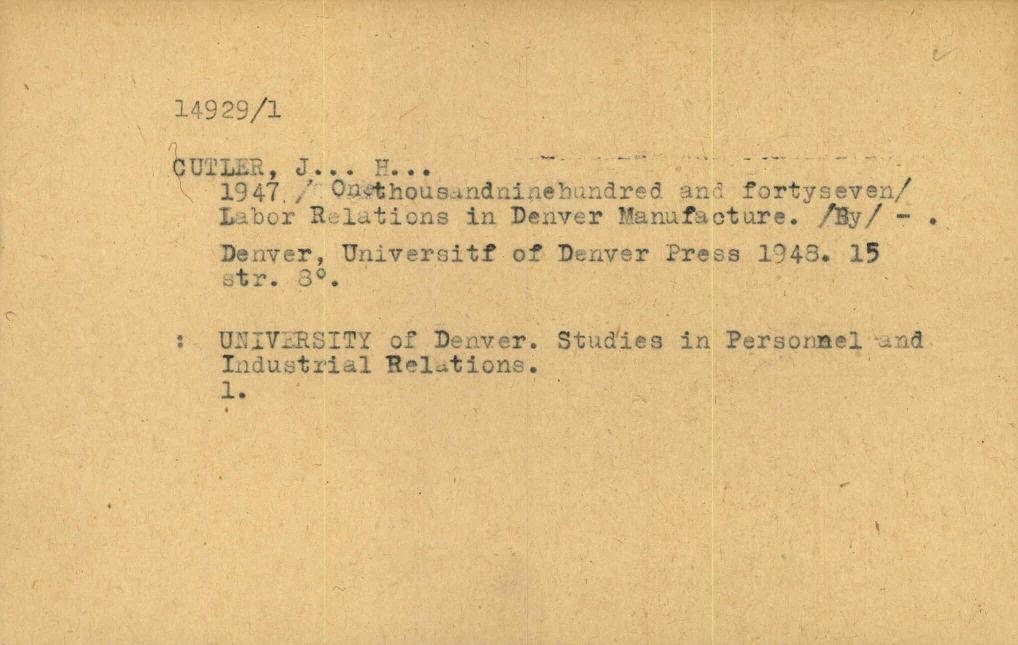 14929/1
CUTLER, J... H...
1947 / Onethousandninehundred and fortyseven/
Labor Relations in Denver Manufacture. /By/ - .
Denver, Universitf of Denver Press 1948. 15
str. 8°.
: UNIVERSITY of Denver. Studies in Personnel and
Industrial Relations.
1.